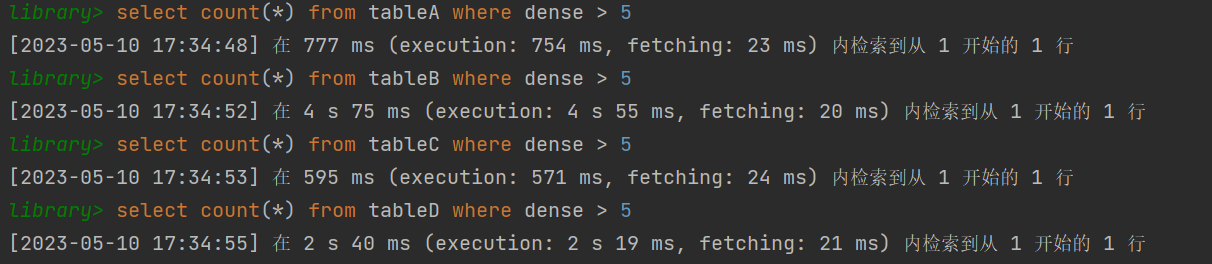 library> select count(*) from tableA where dense > 5
[2023-05-10 17:34:48] 在 777 ms (execution: 754 ms, fetching: 23 ms) 内检索到从 1 开始的 1 行
library> select count(*) from tableB where dense > 5
[2023-05-10 17:34:52] 在 4 s 75 ms (execution: 4 s 55 ms, fetching: 20 ms) 内检索到从 1 开始的 1 行
library> select count(*) from tableC where dense > 5
[2023-05-10 17:34:53] 在 595 ms (execution: 571 ms, fetching: 24 ms) 内检索到从 1 开始的 1 行
library> select count(*) from tableD where dense > 5
[2023-05-10 17:34:55] 在 2 s 40 ms (execution: 2 s 19 ms, fetching: 21 ms) 内检索到从 1 开始的 1 行